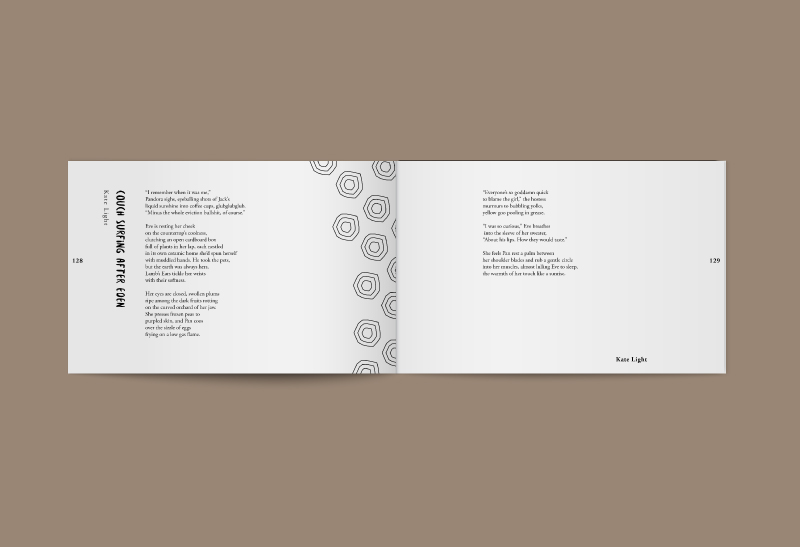 128
COUCH SURFING AFTER EDEN
Kate Light
"I remember when it was me,"
Pandora sighs, eyeballing shots of Jack's
liquid sunshine into coffee cups, glubglubglub.
"Minus the whole eviction bullshit, of course."
Eve is resting her cheek
on the countertop's coolness,
clutching an open cardboard box
full of plants in her lap, each nestled
in its own ceramic home she'd spun herself
with muddied hands. He took the pets,
but the earth was always hers.
Lamb's Ears tickle her wrists
with their softness.
Her eyes are closed, swollen plums
ripe among the dark fruits rotting
on the curved orchard of her jaw.
She presses frozen peas to
purpled skin, and Pan coos
over the sizzle of eggs
frying on a low gas flame.
"Everyone's so goddamn quick
to blame the girl," she
murmurs to bubbling yolks,
yellow goo pooling in grease.
"I was so curious," Eve breathes
into the sleeve of her sweater,
"About his lips. How they would taste."
She feels Pan rest a palm between
her shoulder blades and rub a gentle circle
into her muscles, almost lulling Eve to sleep,
the warmth of her touch like a sunrise.
129
Kate Light